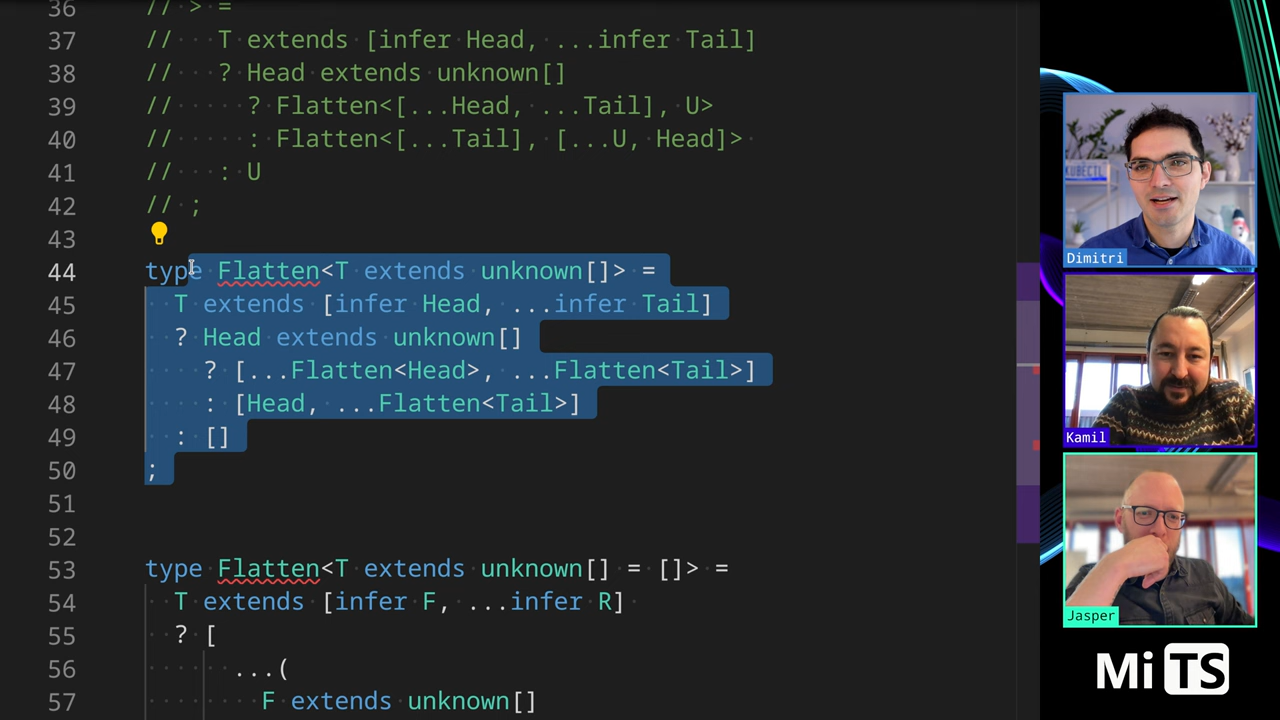 36 // > =
37 // T extends [infer Head, ...infer Tail]
38 // ? Head extends unknown[]
39 // ? Flatten<[...Head, ...Tail], U>
40 // : Flatten<[...Tail], [...U, Head]>
41 // : U
42 // ;
43
44 type Flatten<T extends unknown[]> =
45 T extends [infer Head, ...infer Tail]
46 ? Head extends unknown[]
47 ? [...Flatten<Head>, ...Flatten<Tail>]
48 : [Head, ...Flatten<Tail>]
49 : []
50 ;
51
52
53 type Flatten<T extends unknown[] = []> =
54 T extends [infer F, ...infer R]
55 ? [
56 ...(
57 F extends unknown[]
KUBECTL
Dimitri
Kamil
Jasper
Mi TS